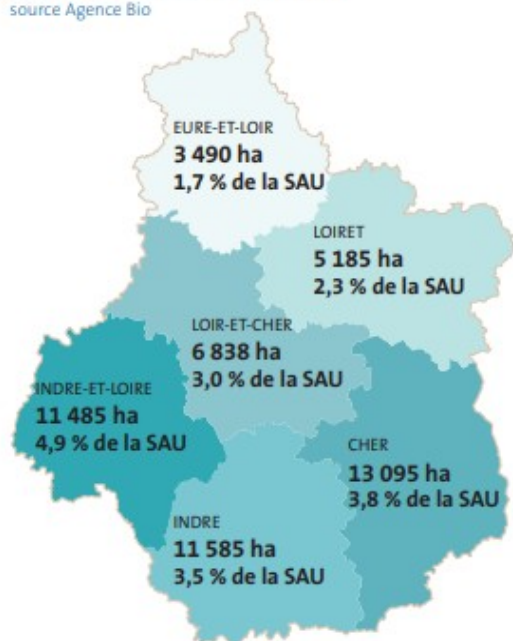 source Agence Bio
EURE-ET-LOIR
3 490 ha
1,7 % de la SAU
LOIRET
5 185 ha
2,3 % de la SAU
LOIR-ET-CHER
6 838 ha
3,0 % de la SAU
INDRE-ET-LOIRE
11 485 ha
4,9 % de la SAU
CHER
13 095 ha
3,8 % de la SAU
INDRE
11 585 ha
3,5 % de la SAU